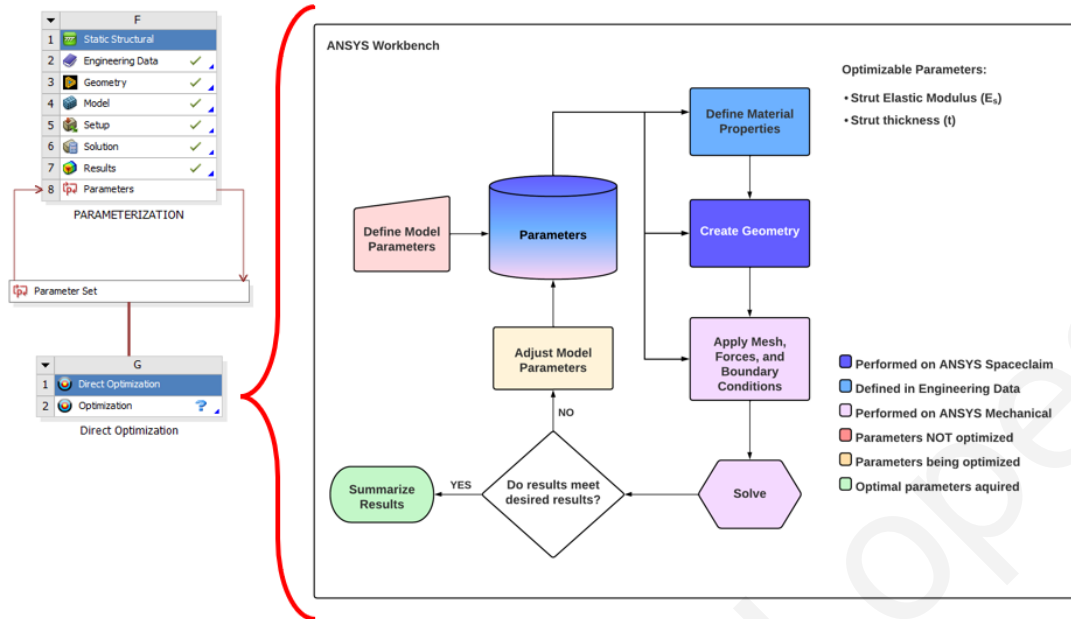 F
1 Static Structural
2 Engineering Data
3 Geometry
4 Model
5 Setup
6 Solution
7 Results
8 Parameters
PARAMETERIZATION
Parameter Set
G
1 Direct Optimization
2 Optimization ?
Direct Optimization
ANSYS Workbench
Optimizable Parameters:
• Strut Elastic Modulus (Eₛ)
• Strut thickness (t)
Define Material
Properties
Define Model
Parameters
Parameters
Create Geometry
Adjust Model
Parameters
Apply Mesh,
Forces, and
Boundary
Conditions
NO
YES
Summarize
Results
Do results meet
desired results?
Solve
Performed on ANSYS Spaceclaim
Defined in Engineering Data
Performed on ANSYS Mechanical
Parameters NOT optimized
Parameters being optimized
Optimal parameters aquired